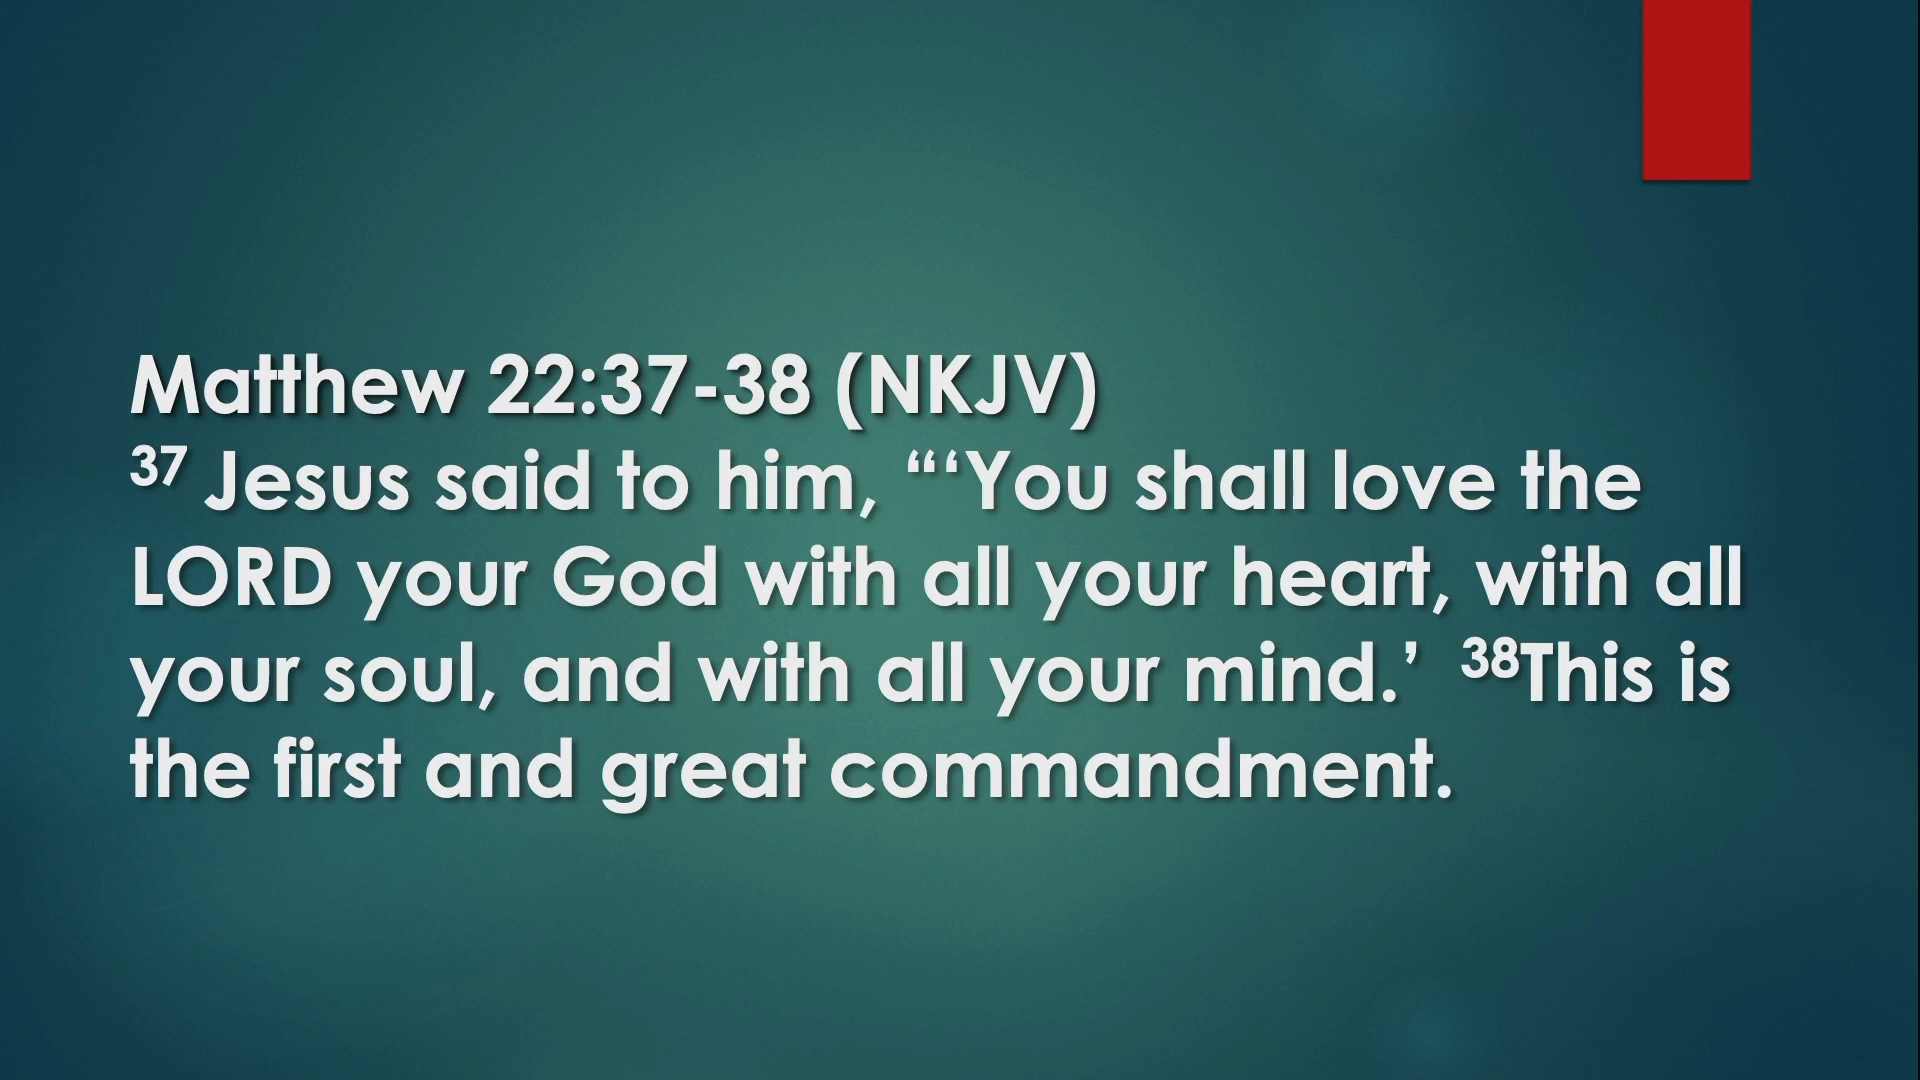 Matthew 22:37-38 (NKJV)
37 Jesus said to him, “‘You shall love the
LORD your God with all your heart, with all
your soul, and with all your mind.’ 38This is
the first and great commandment.